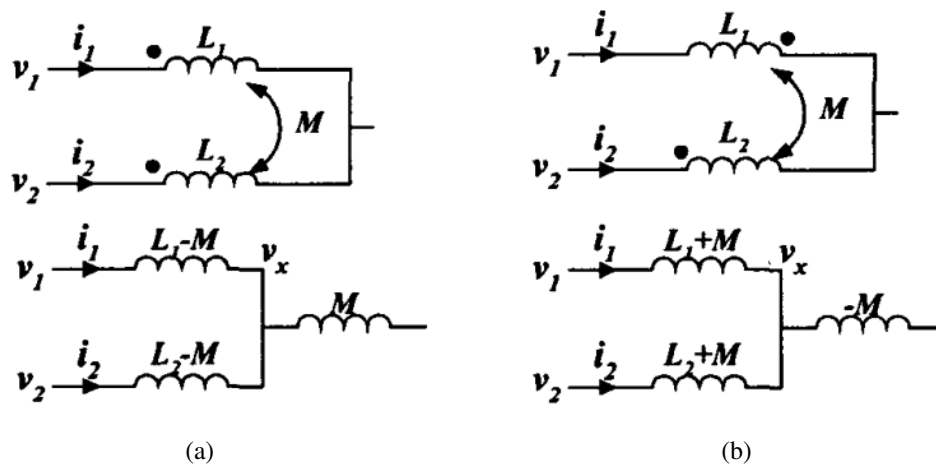 i₁ L₁
v₁
M
i₂ L₂
v₂
i₁ L₁-M vₓ
v₁
M
i₂ L₂-M
v₂
(a)
i₁ L₁
v₁
M
i₂ L₂
v₂
i₁ L₁+M vₓ
v₁
-M
i₂ L₂+M
v₂
(b)